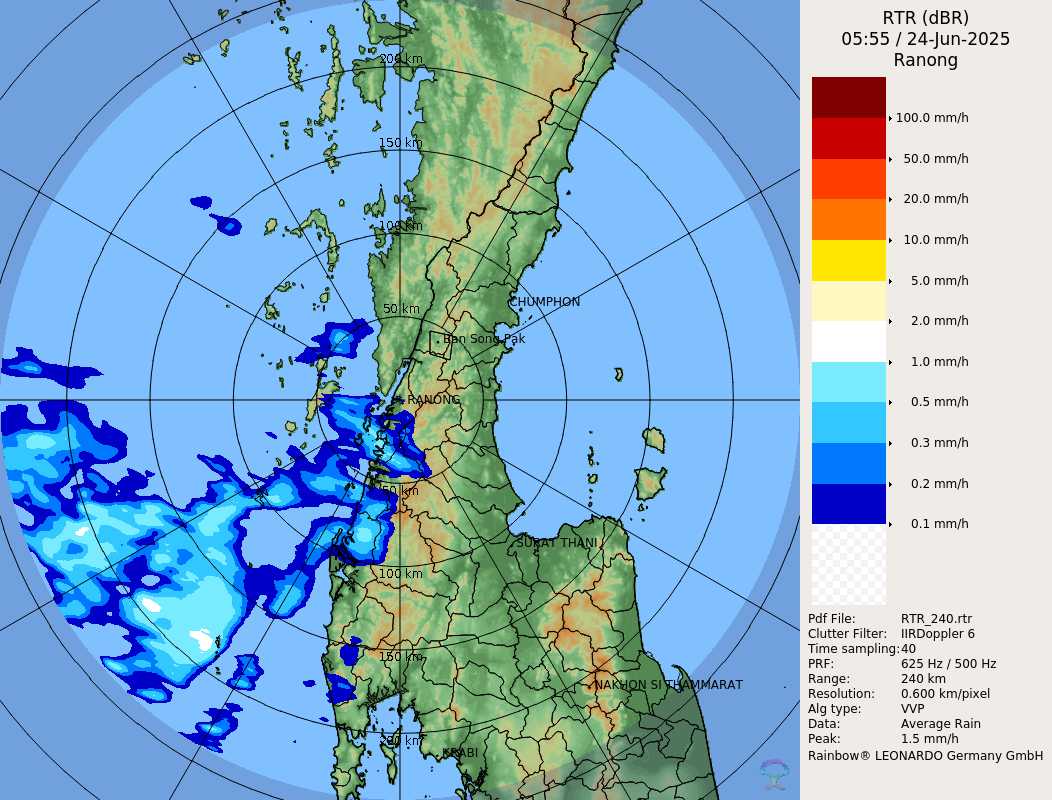 RTR (dBR)
05:55 / 24-Jun-2025
Ranong
200 km
150 km
100 km
50 km
CHUMPHON
Ban Song Pak
RANONG
50 km
SURAT THANI
100 km
150 km
NAKHON SI THAMMARAT
200 km
KRABI
100.0 mm/h
50.0 mm/h
20.0 mm/h
10.0 mm/h
5.0 mm/h
2.0 mm/h
1.0 mm/h
0.5 mm/h
0.3 mm/h
0.2 mm/h
0.1 mm/h
Pdf File: RTR_240.rtr
Clutter Filter: IIRDoppler 6
Time sampling:40
PRF: 625 Hz / 500 Hz
Range: 240 km
Resolution: 0.600 km/pixel
Alg type: VVP
Data: Average Rain
Peak: 1.5 mm/h
Rainbow® LEONARDO Germany GmbH